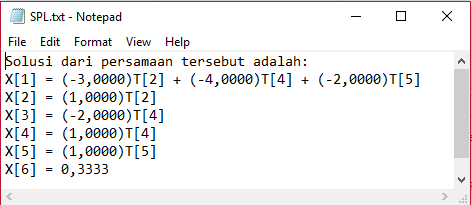 SPL.txt - Notepad
File Edit Format View Help
Solusi dari persamaan tersebut adalah:
X[1] = (-3,0000)T[2] + (-4,0000)T[4] + (-2,0000)T[5]
X[2] = (1,0000)T[2]
X[3] = (-2,0000)T[4]
X[4] = (1,0000)T[4]
X[5] = (1,0000)T[5]
X[6] = 0,3333